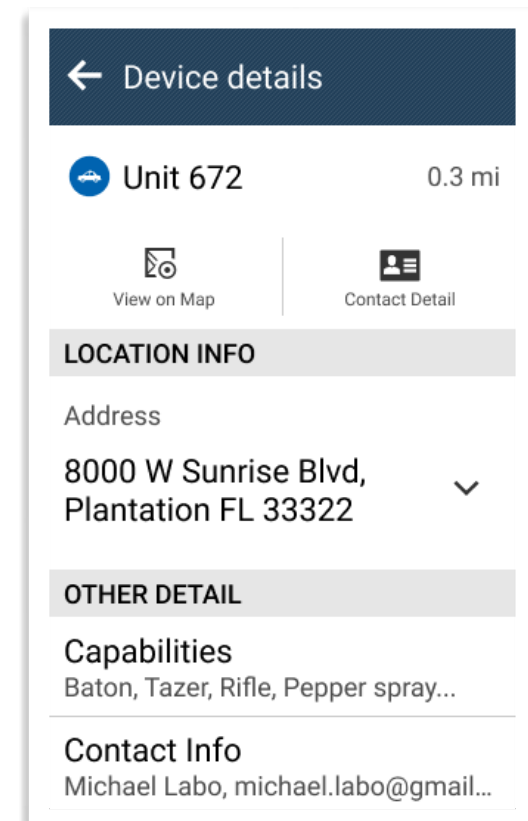 Device details
Unit 672
0.3 mi
View on Map
Contact Detail
LOCATION INFO
Address
8000 W Sunrise Blvd,
Plantation FL 33322
OTHER DETAIL
Capabilities
Baton, Tazer, Rifle, Pepper spray...
Contact Info
Michael Labo, michael.labo@gmail...